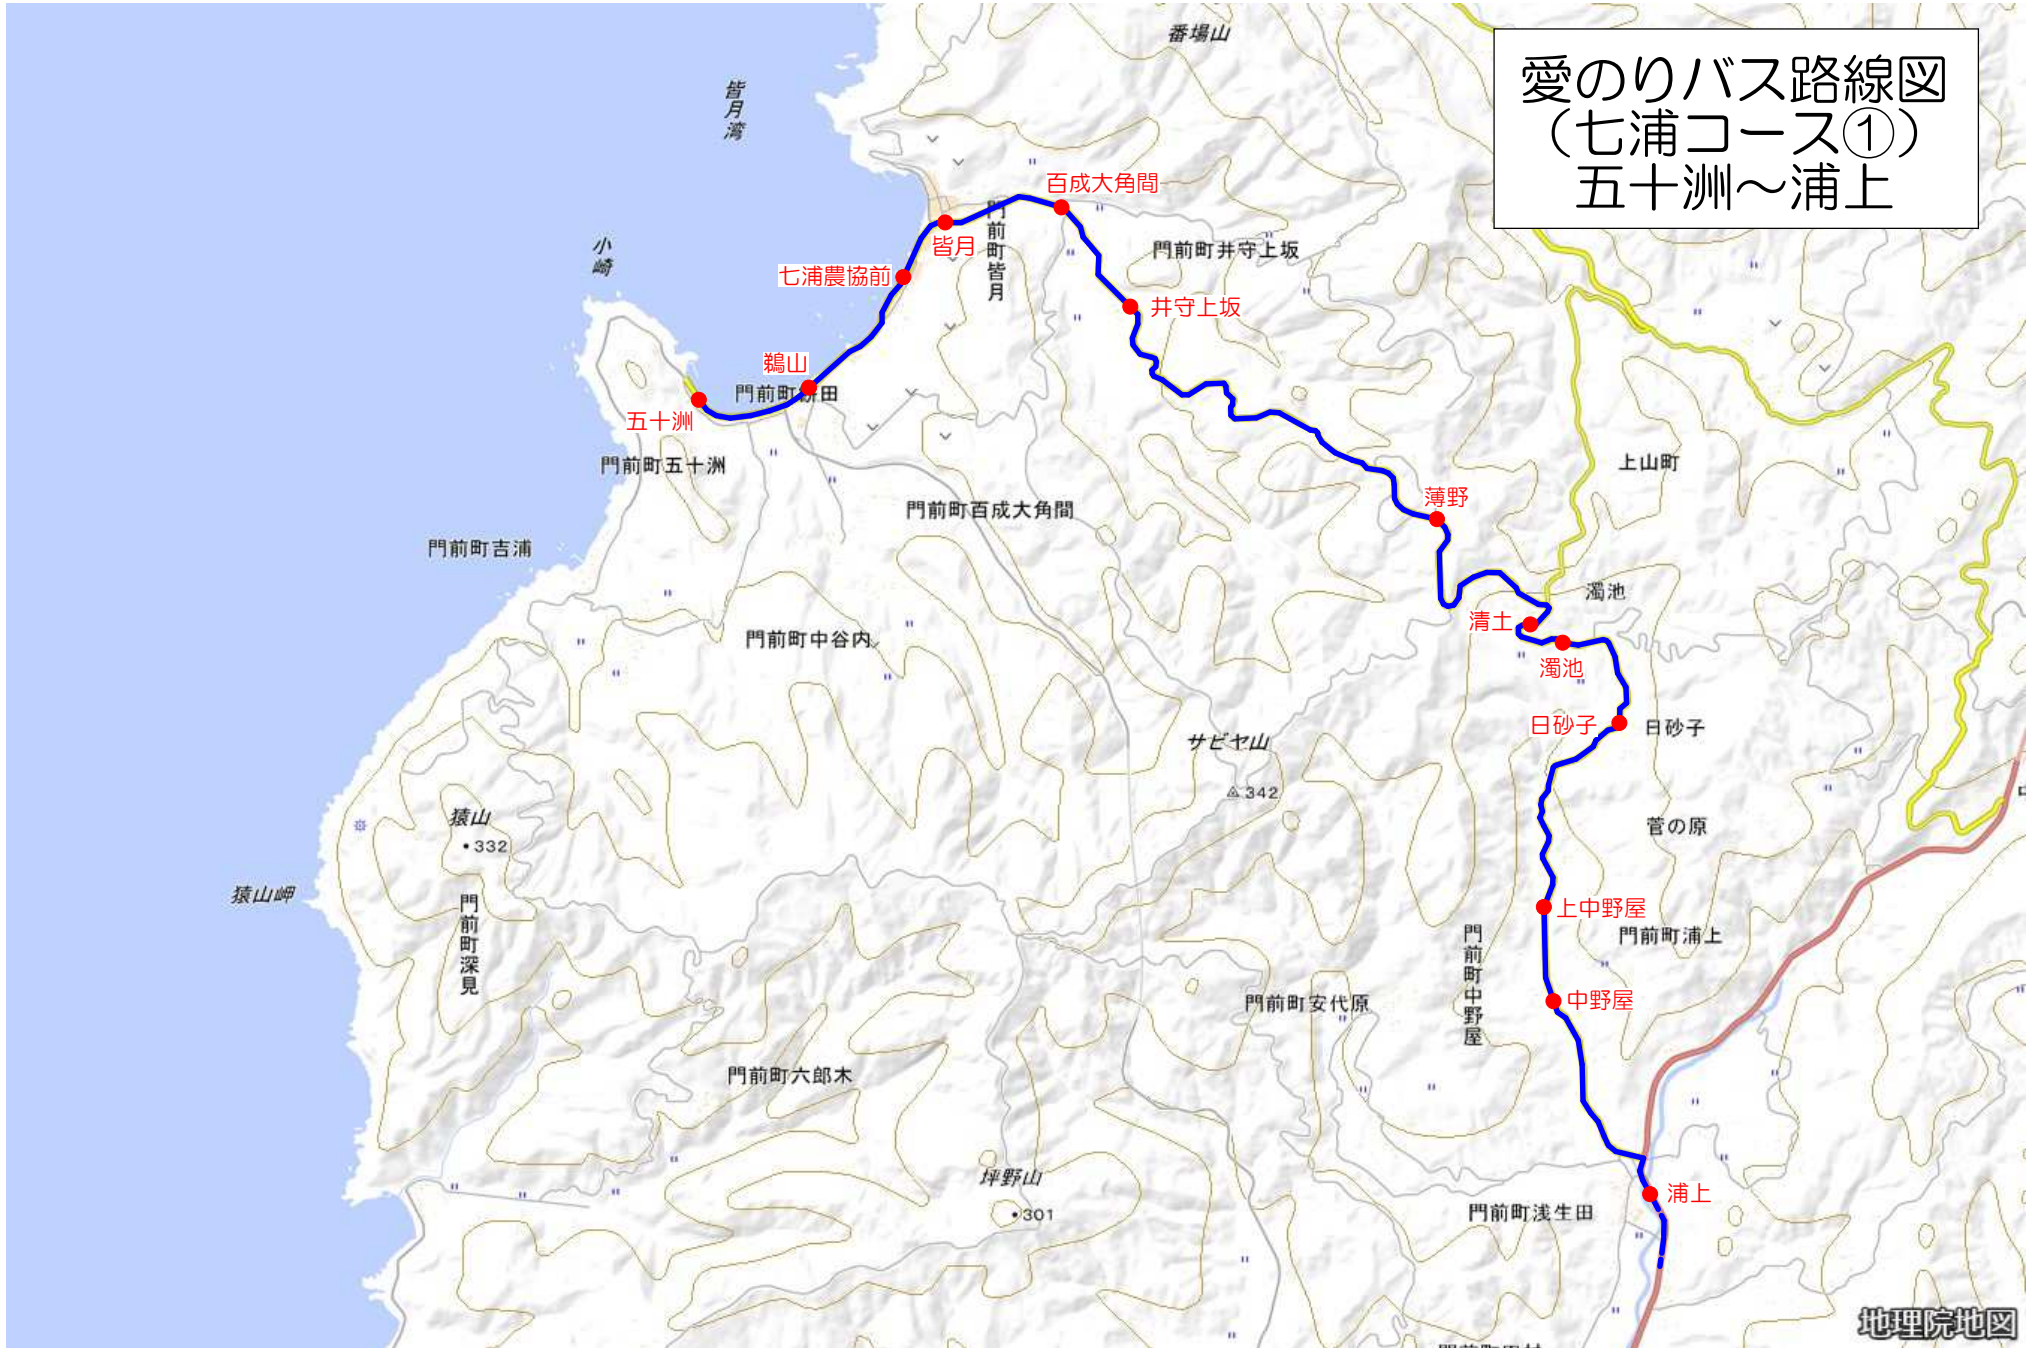 愛のりバス路線図
（七浦コース①）
五十洲～浦上
番場山
皆月湾
百成大角間
門前町皆月
皆月
小崎
門前町井守上坂
七浦農協前
井守上坂
鵜山
五十洲
門前町五十洲
上山町
薄野
門前町百成大角間
門前町吉浦
濁池
清土
門前町中谷内
濁池
日砂子
日砂子
サビヤ山
342
猿山
332
菅の原
猿山岬
門前町深見
上中野屋
門前町浦上
門前町中野屋
中野屋
門前町安代原
門前町六郎木
坪野山
301
浦上
門前町浅生田
地理院地図